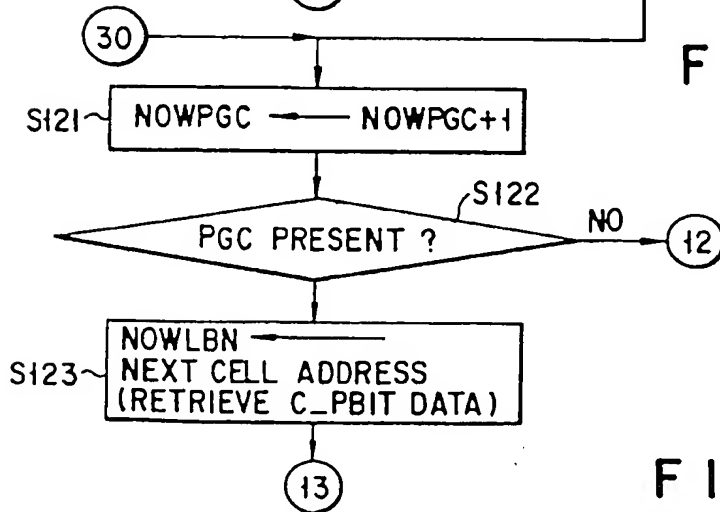 30
F
S121 NOWPGC ← NOWPGC+1
S122
PGC PRESENT ?
NO
12
NOWLBN ←
S123 NEXT CELL ADDRESS
(RETRIEVE C_PBIT DATA)
13
F I